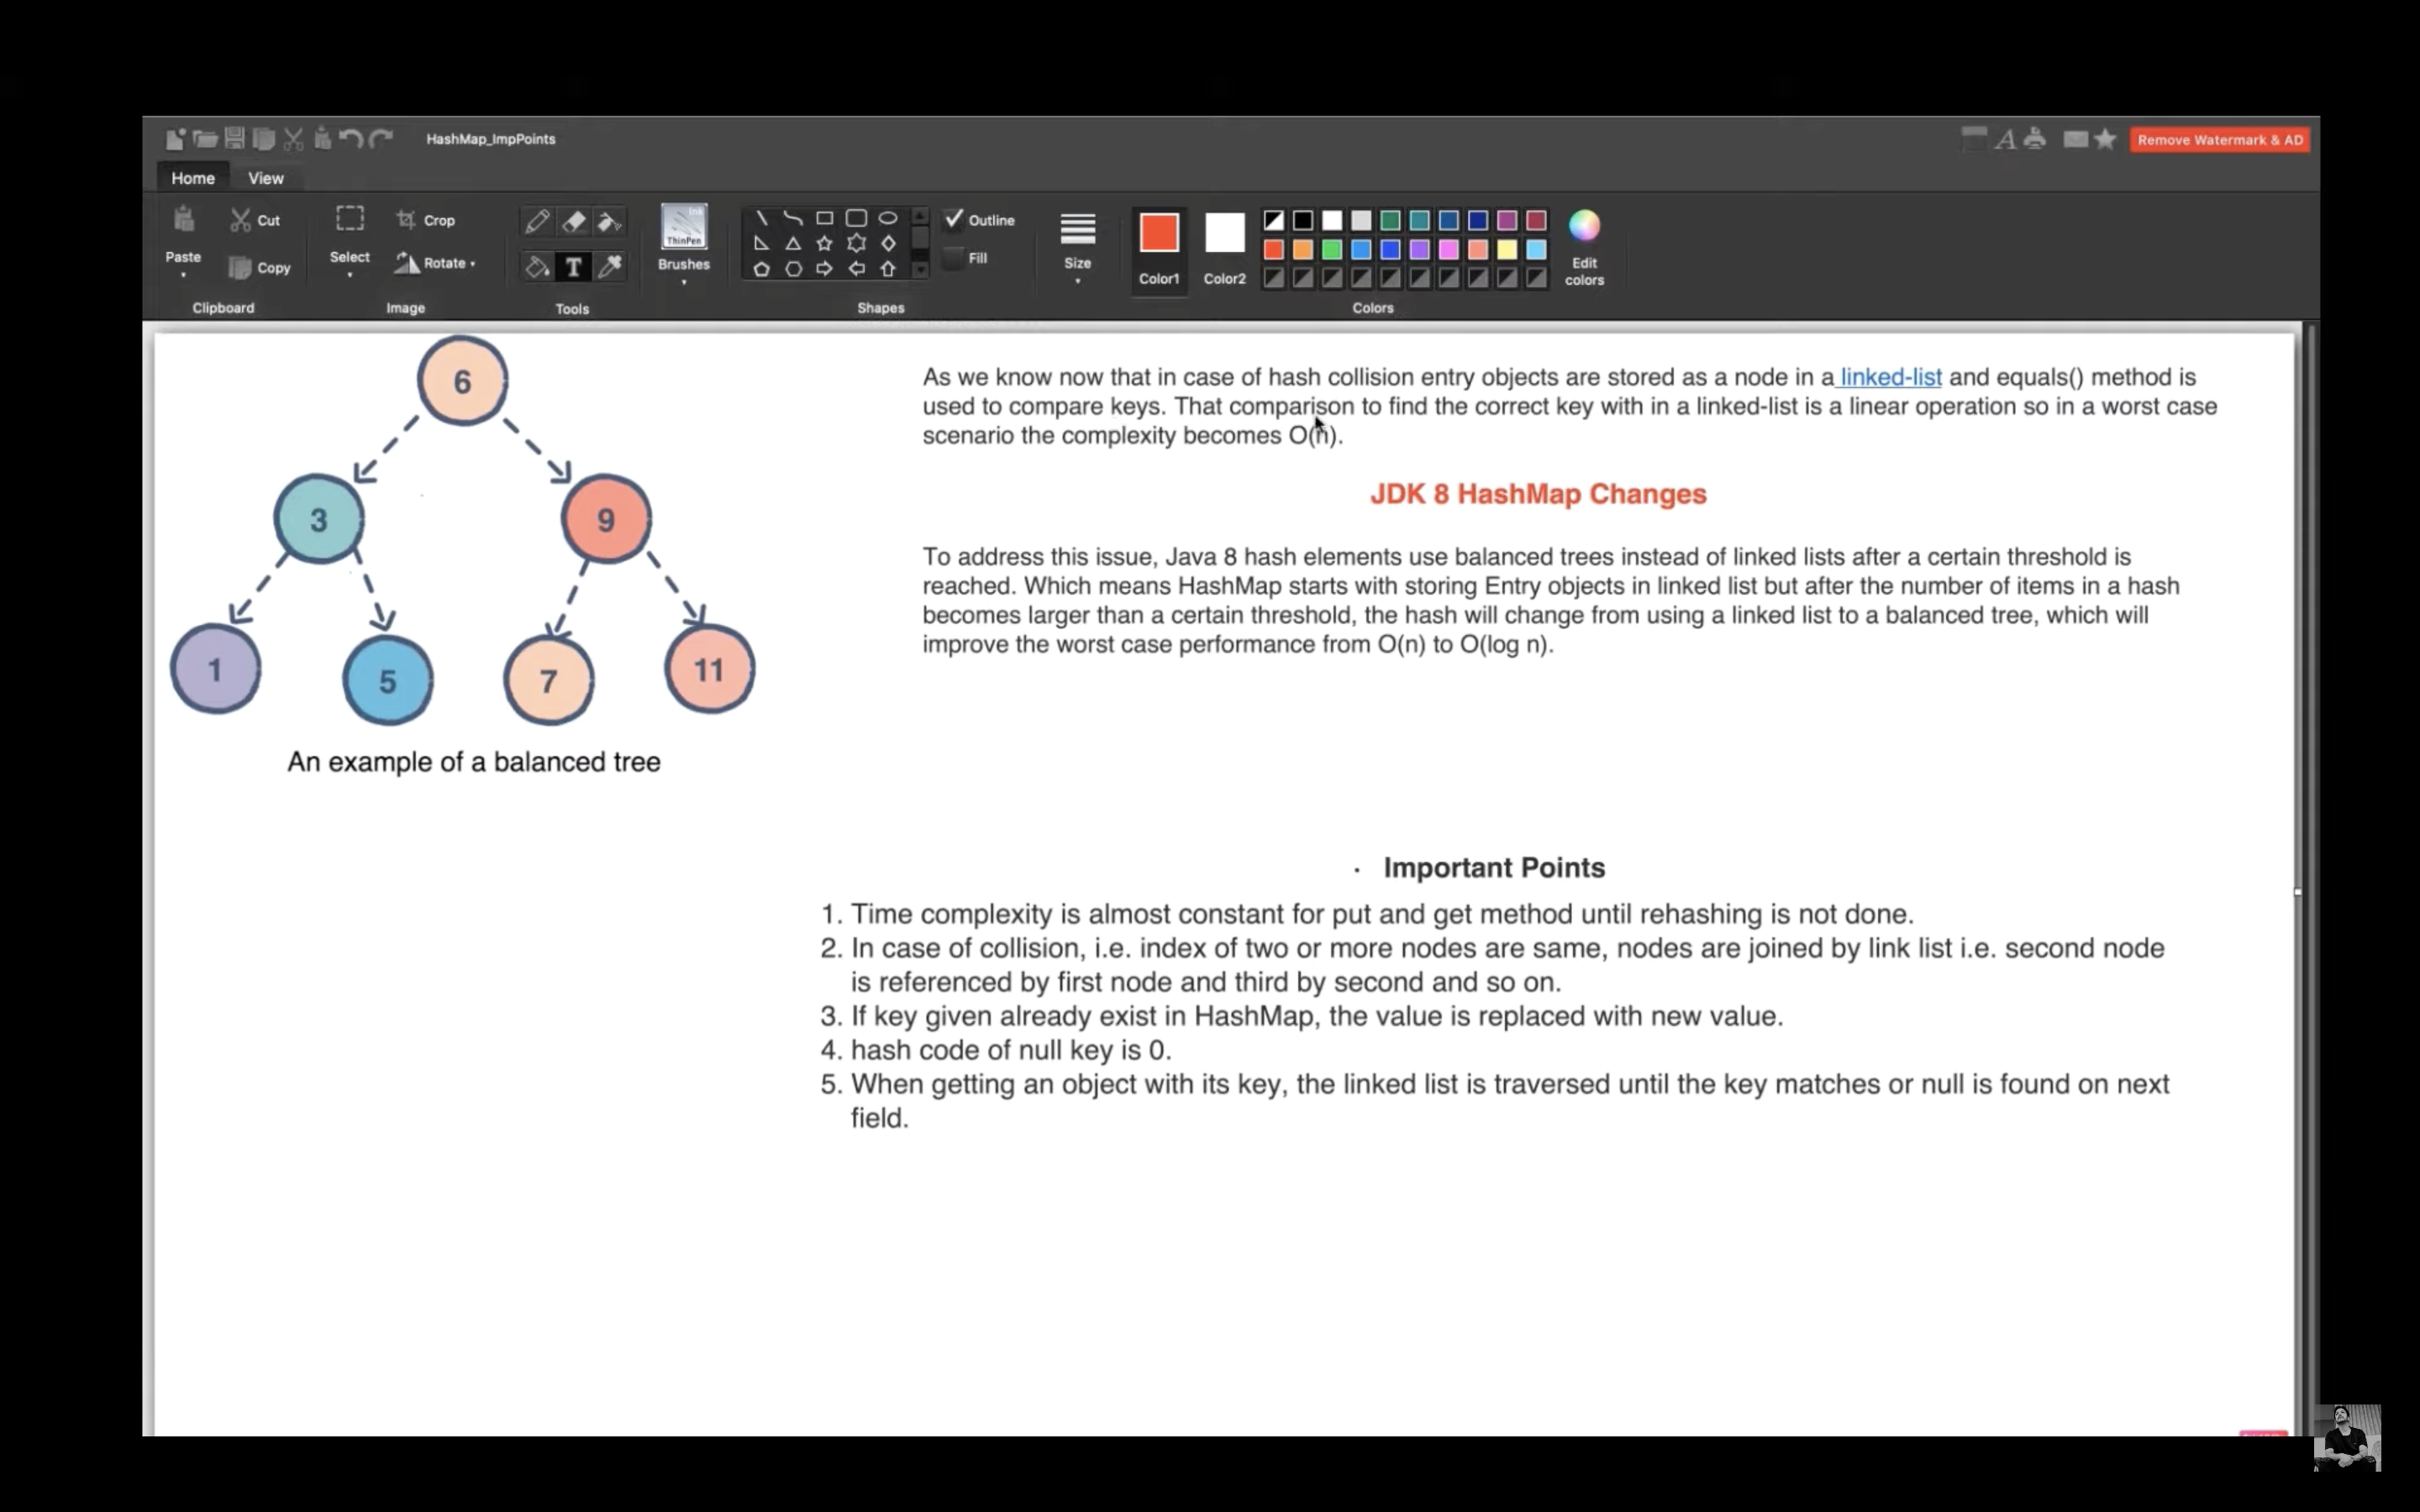 HashMap_ImpPoints
Remove Watermark & AD
Home View
Paste
Cut
Copy
Clipboard
Select
Crop
Rotate
Image
Tools
ThinPen
Brushes
Shapes
Outline
Fill
Size
Color1
Color2
Colors
Edit
colors
6
3
9
1
5
7
11
An example of a balanced tree
As we know now that in case of hash collision entry objects are stored as a node in a linked-list and equals() method is
used to compare keys. That comparison to find the correct key with in a linked-list is a linear operation so in a worst case
scenario the complexity becomes O(n).
JDK 8 HashMap Changes
To address this issue, Java 8 hash elements use balanced trees instead of linked lists after a certain threshold is
reached. Which means HashMap starts with storing Entry objects in linked list but after the number of items in a hash
becomes larger than a certain threshold, the hash will change from using a linked list to a balanced tree, which will
improve the worst case performance from O(n) to O(log n).
· Important Points
1. Time complexity is almost constant for put and get method until rehashing is not done.
2. In case of collision, i.e. index of two or more nodes are same, nodes are joined by link list i.e. second node
is referenced by first node and third by second and so on.
3. If key given already exist in HashMap, the value is replaced with new value.
4. hash code of null key is 0.
5. When getting an object with its key, the linked list is traversed until the key matches or null is found on next
field.